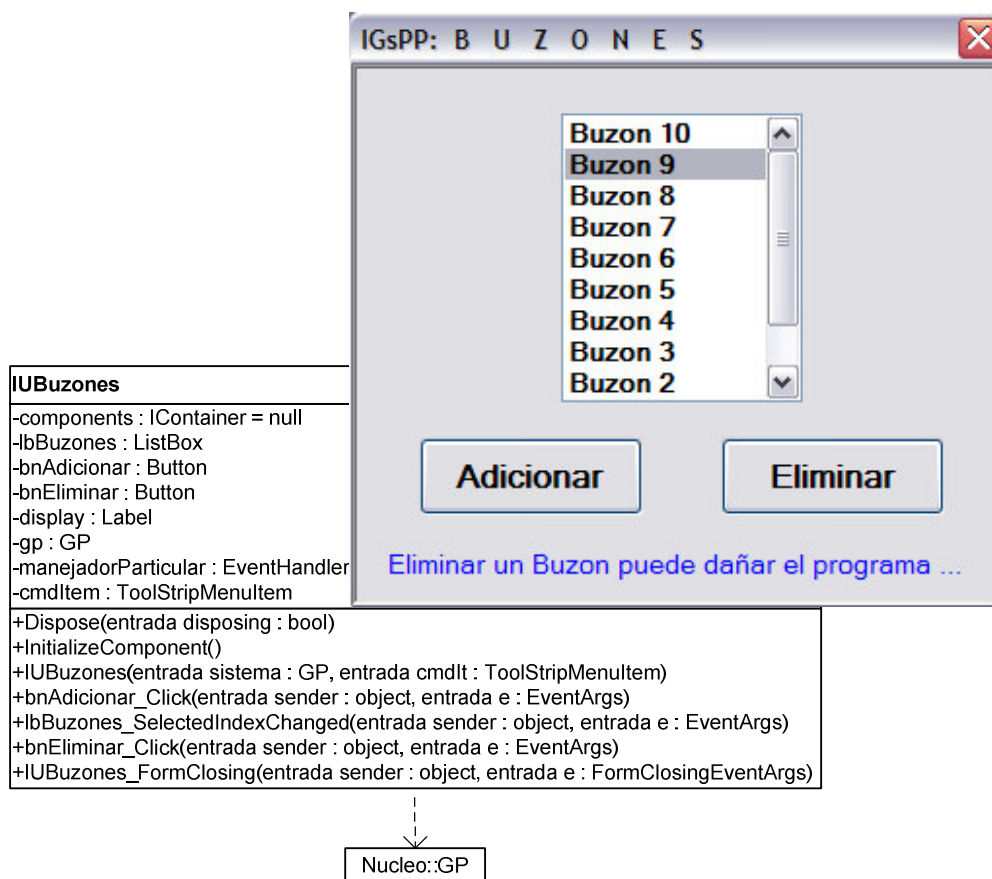 IGsPP: B U Z O N E S
Buzon 10
Buzon 9
Buzon 8
Buzon 7
Buzon 6
Buzon 5
Buzon 4
Buzon 3
Buzon 2
Adicionar Eliminar
Eliminar un Buzon puede dañar el programa ...
IUBuzones
-components : IContainer = null
-lbBuzones : ListBox
-bnAdicionar : Button
-bnEliminar : Button
-display : Label
-gp : GP
-manejadorParticular : EventHandler
-cmdItem : ToolStripMenuItem
+Dispose(entrada disposing : bool)
+InitializeComponent()
+IUBuzones(entrada sistema : GP, entrada cmdIt : ToolStripMenuItem)
+bnAdicionar_Click(entrada sender : object, entrada e : EventArgs)
+lbBuzones_SelectedIndexChanged(entrada sender : object, entrada e : EventArgs)
+bnEliminar_Click(entrada sender : object, entrada e : EventArgs)
+IUBuzones_FormClosing(entrada sender : object, entrada e : FormClosingEventArgs)
Nucleo::GP